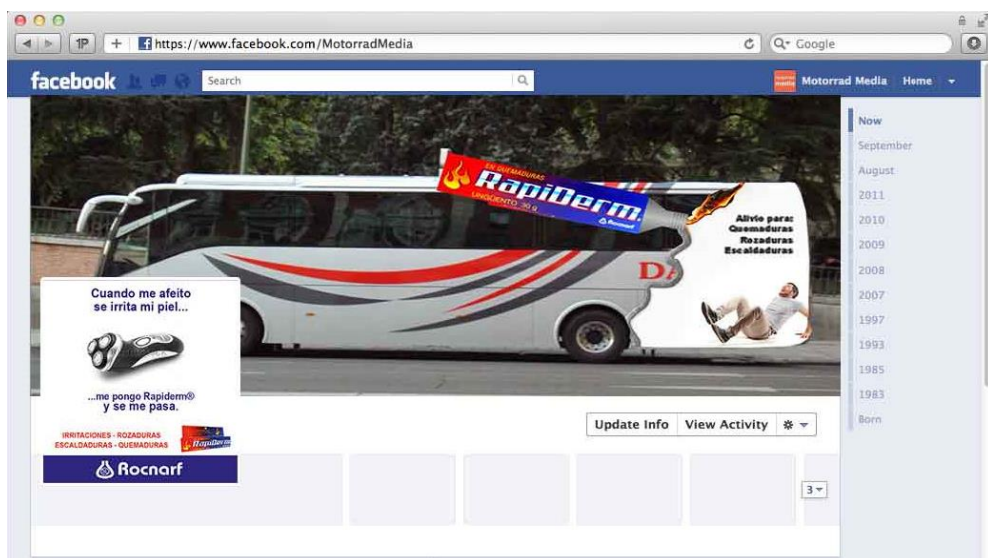 https://www.facebook.com/MotorradMedia
Google
facebook
Search
Motorrad Media Home
Now
September
August
2011
2010
2009
2008
2007
1997
1993
1985
1983
Born
EN QUEMADURAS
RapiDerm
UNGÜENTO 30 g
Rocnarf
Alivio para:
Quemaduras
Rozaduras
Escaldaduras
DA
Cuando me afeito
se irrita mi piel...
...me pongo Rapiderm®
y se me pasa.
IRRITACIONES - ROZADURAS
ESCALDADURAS - QUEMADURAS
RapiDerm
Rocnarf
Update Info
View Activity
3
1P